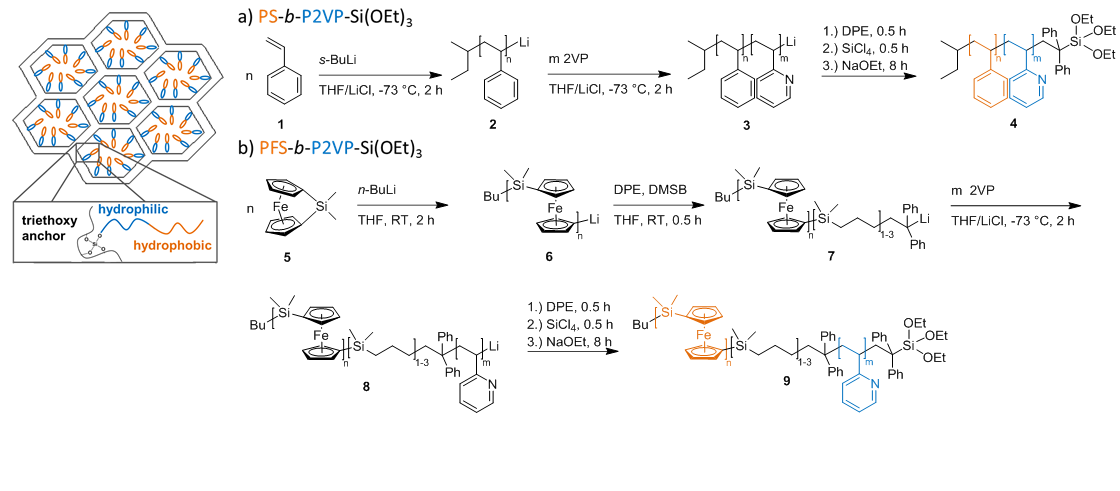 a) PS-b-P2VP-Si(OEt)3
n
1
s-BuLi
THF/LiCl, -73 °C, 2 h
Li
n
2
m 2VP
THF/LiCl, -73 °C, 2 h
Li
n
m
N
3
1.) DPE, 0.5 h
2.) SiCl4, 0.5 h
3.) NaOEt, 8 h
n
m
Ph
Ph
Si
OEt
OEt
OEt
N
4
triethoxy
anchor
hydrophilic
hydrophobic
Si
b) PFS-b-P2VP-Si(OEt)3
n
Fe
Si
5
n-BuLi
THF, RT, 2 h
Bu
Si
Fe
Li
n
6
DPE, DMSB
THF, RT, 0.5 h
Bu
Si
Fe
n
Si
1-3
Ph
Li
Ph
7
m 2VP
THF/LiCl, -73 °C, 2 h
Bu
Si
Fe
n
Si
1-3
Ph
Ph
m
Li
N
8
1.) DPE, 0.5 h
2.) SiCl4, 0.5 h
3.) NaOEt, 8 h
Bu
Si
Fe
n
Si
1-3
Ph
Ph
m
Ph
Ph
Si
OEt
OEt
OEt
N
9